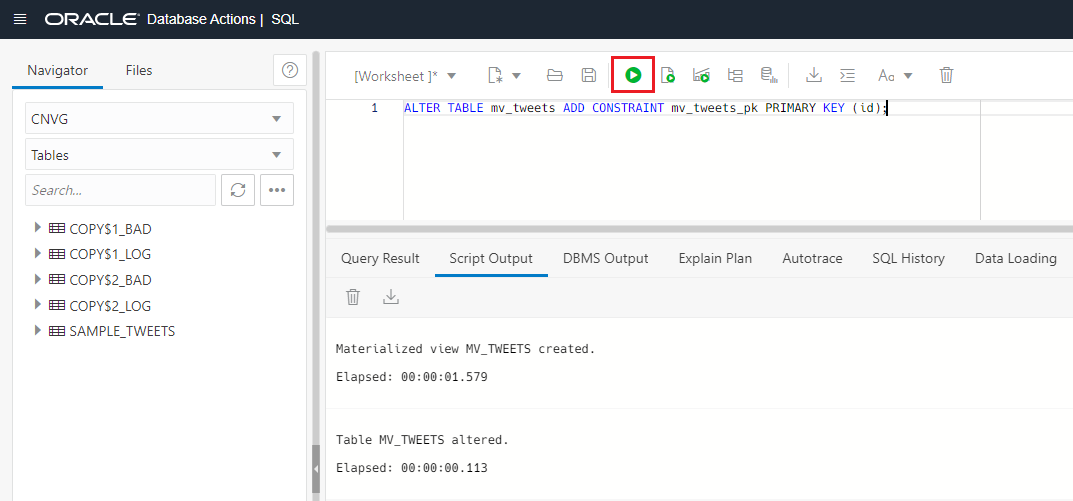 ORACLE Database Actions | SQL
Navigator Files
CNVG
Tables
Search...
COPY$1_BAD
COPY$1_LOG
COPY$2_BAD
COPY$2_LOG
SAMPLE_TWEETS
[Worksheet ]* Aa
1 ALTER TABLE mv_tweets ADD CONSTRAINT mv_tweets_pk PRIMARY KEY (id);
Query Result Script Output DBMS Output Explain Plan Autotrace SQL History Data Loading
Materialized view MV_TWEETS created.
Elapsed: 00:00:01.579
Table MV_TWEETS altered.
Elapsed: 00:00:00.113